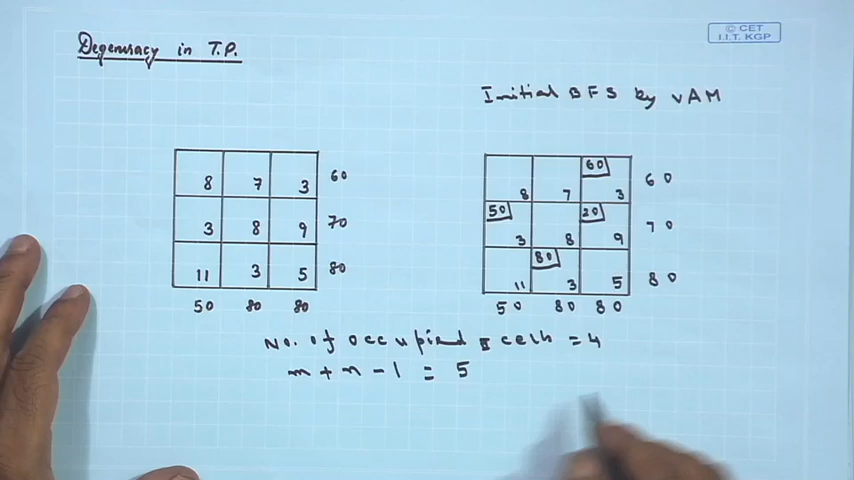 © CET
I.I.T. KGP
Degeneracy in T.P.
Initial BFS by VAM
8 7 3 60
3 8 9 70
11 3 5 80
50 80 80
60
8 7 3 60
50 20
3 8 9 70
80
11 3 5 80
50 80 80
No. of occupied cells = 4
m + n - 1 = 5